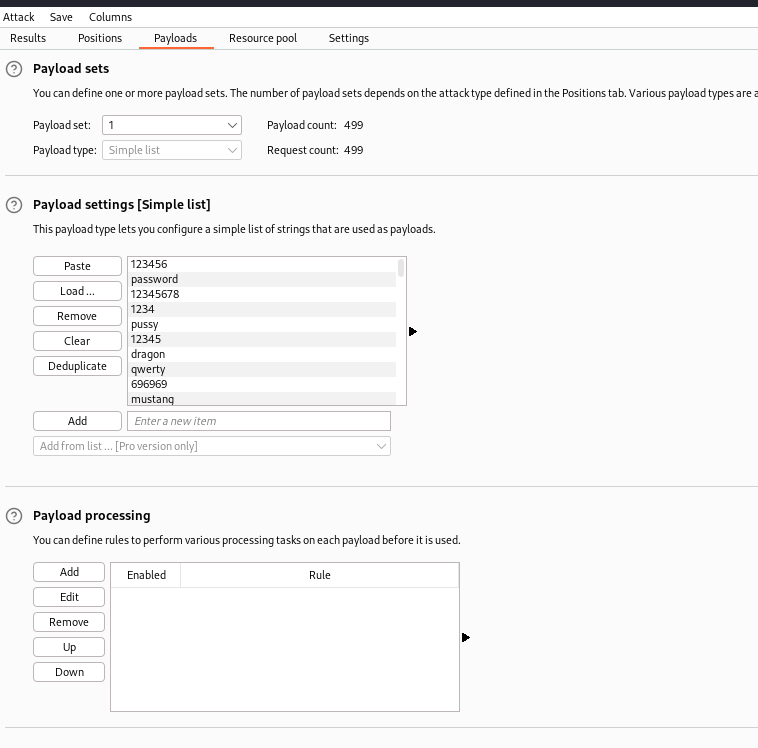 Attack Save Columns
Results Positions Payloads Resource pool Settings
Payload sets
You can define one or more payload sets. The number of payload sets depends on the attack type defined in the Positions tab. Various payload types are a
Payload set: 1 Payload count: 499
Payload type: Simple list Request count: 499
Payload settings [Simple list]
This payload type lets you configure a simple list of strings that are used as payloads.
Paste
Load ...
Remove
Clear
Deduplicate
123456
password
12345678
1234
pussy
12345
dragon
qwerty
696969
mustang
Add Enter a new item
Add from list ... [Pro version only]
Payload processing
You can define rules to perform various processing tasks on each payload before it is used.
Add
Edit
Remove
Up
Down
Enabled Rule